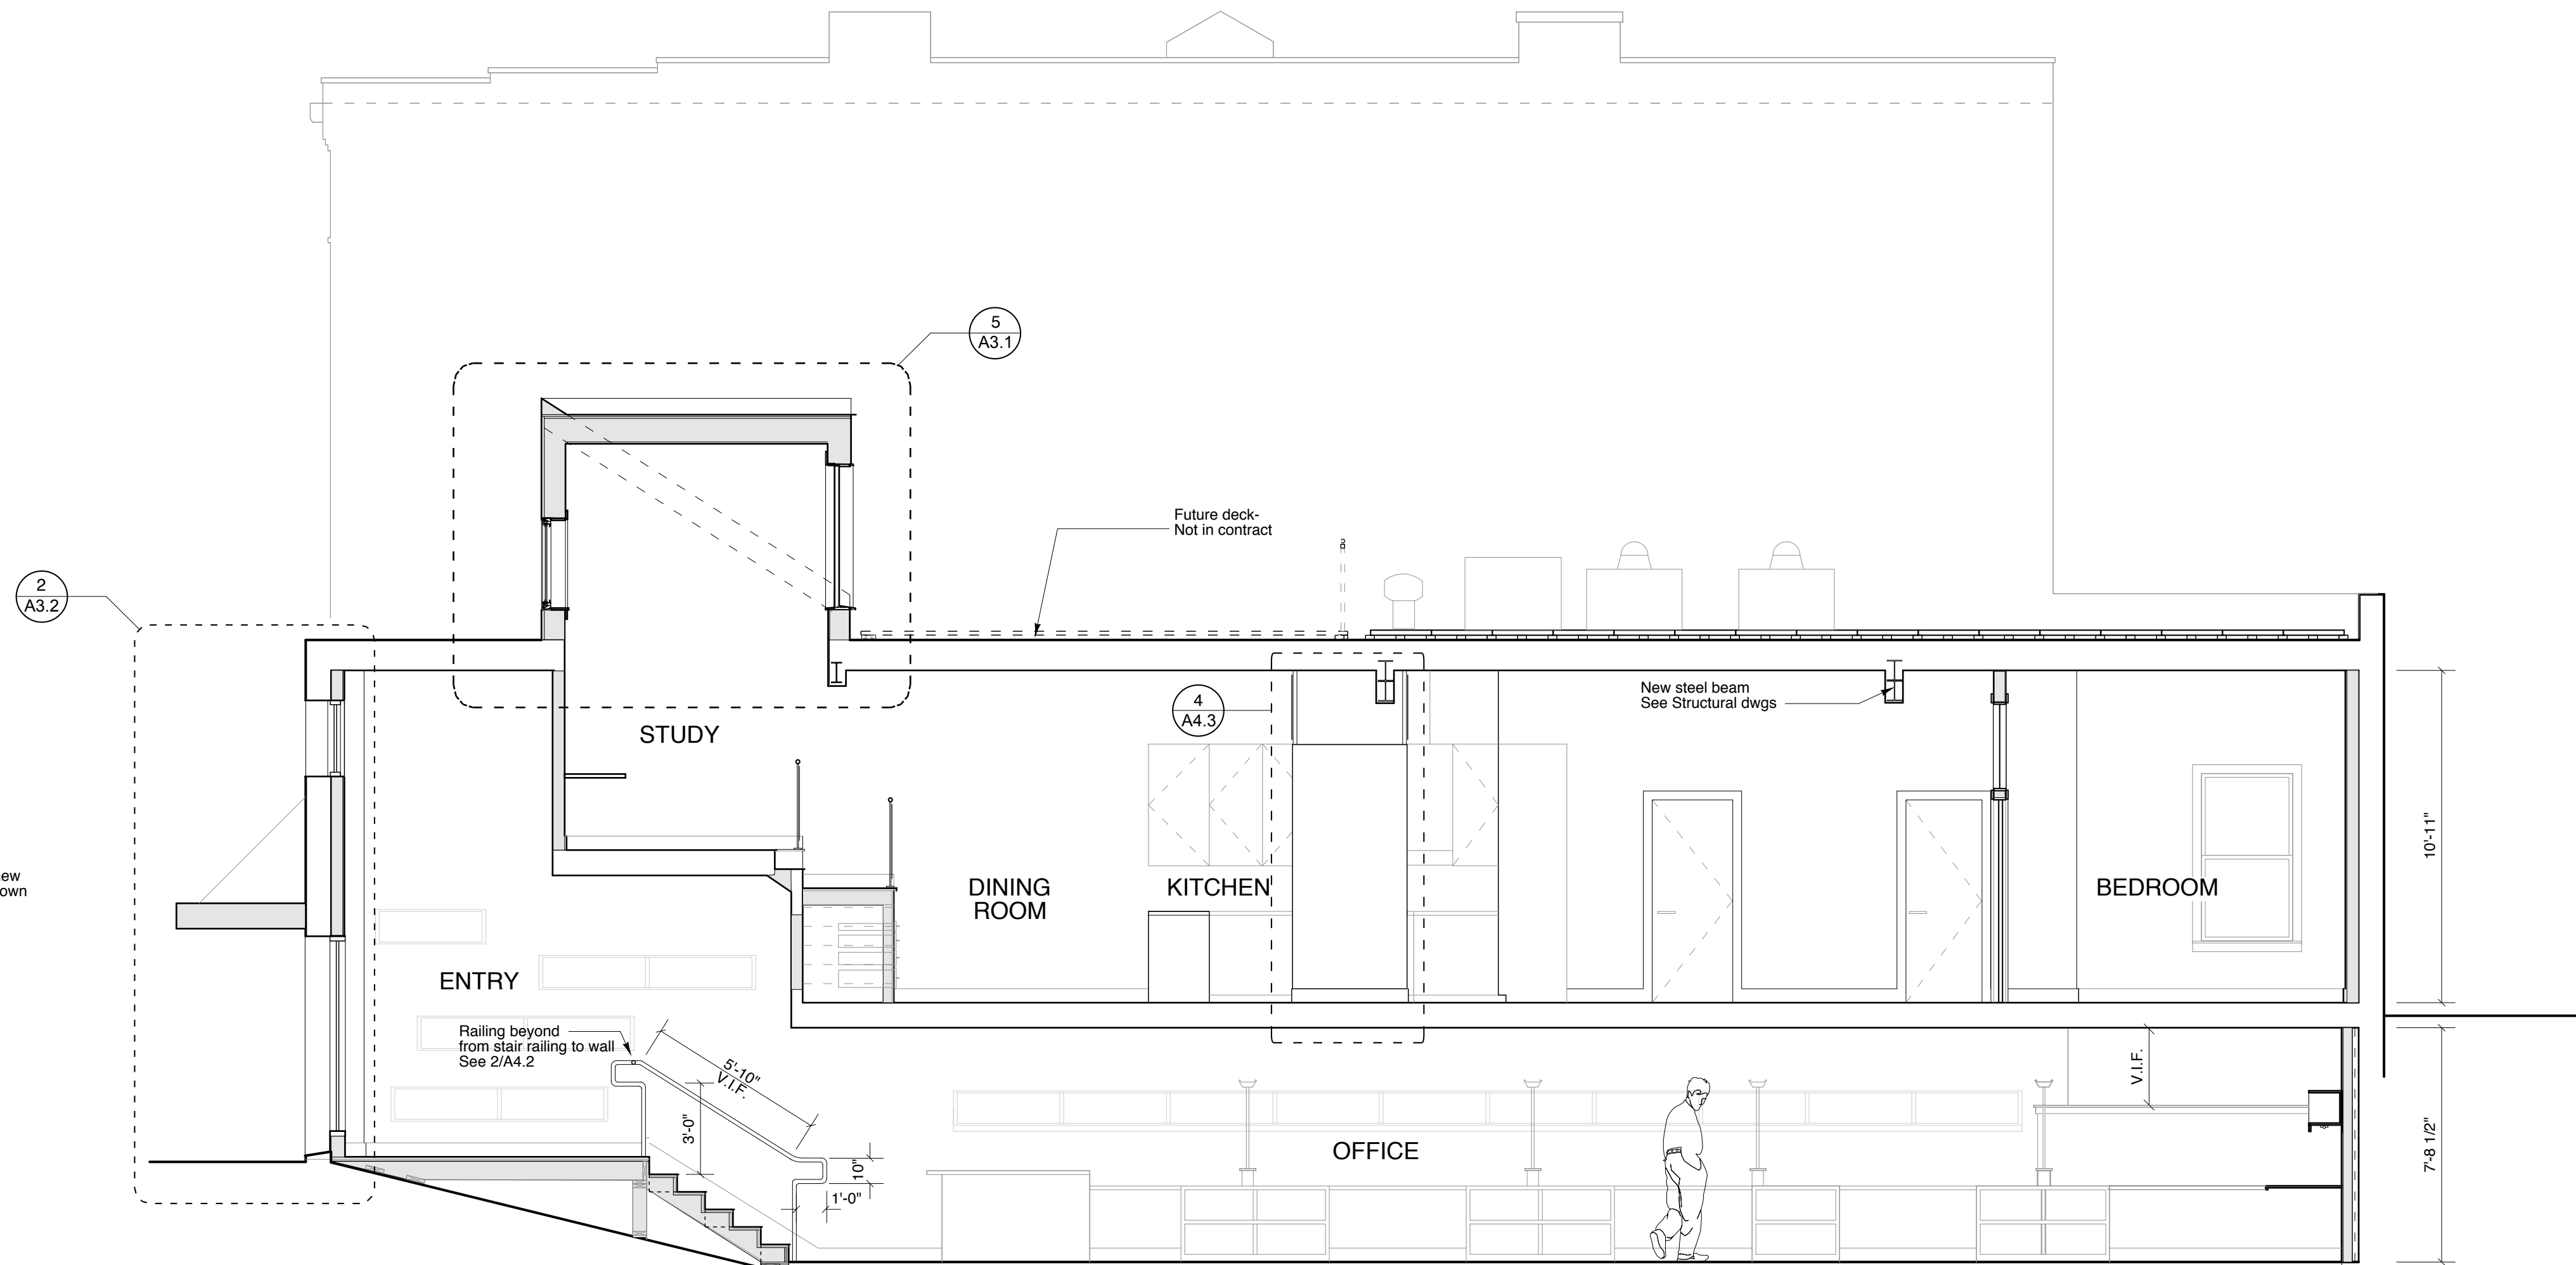 5
A3.1
Future deck-
Not in contract
2
A3.2
4
A4.3
New steel beam
See Structural dwgs
STUDY
10'-11"
DINING
ROOM
KITCHEN
BEDROOM
own
ENTRY
Railing beyond
from stair railing to wall
See 2/A4.2
5'-10"
V.I.F.
3'-0"
10"
1'-0"
OFFICE
V.I.F.
7'-8 1/2"